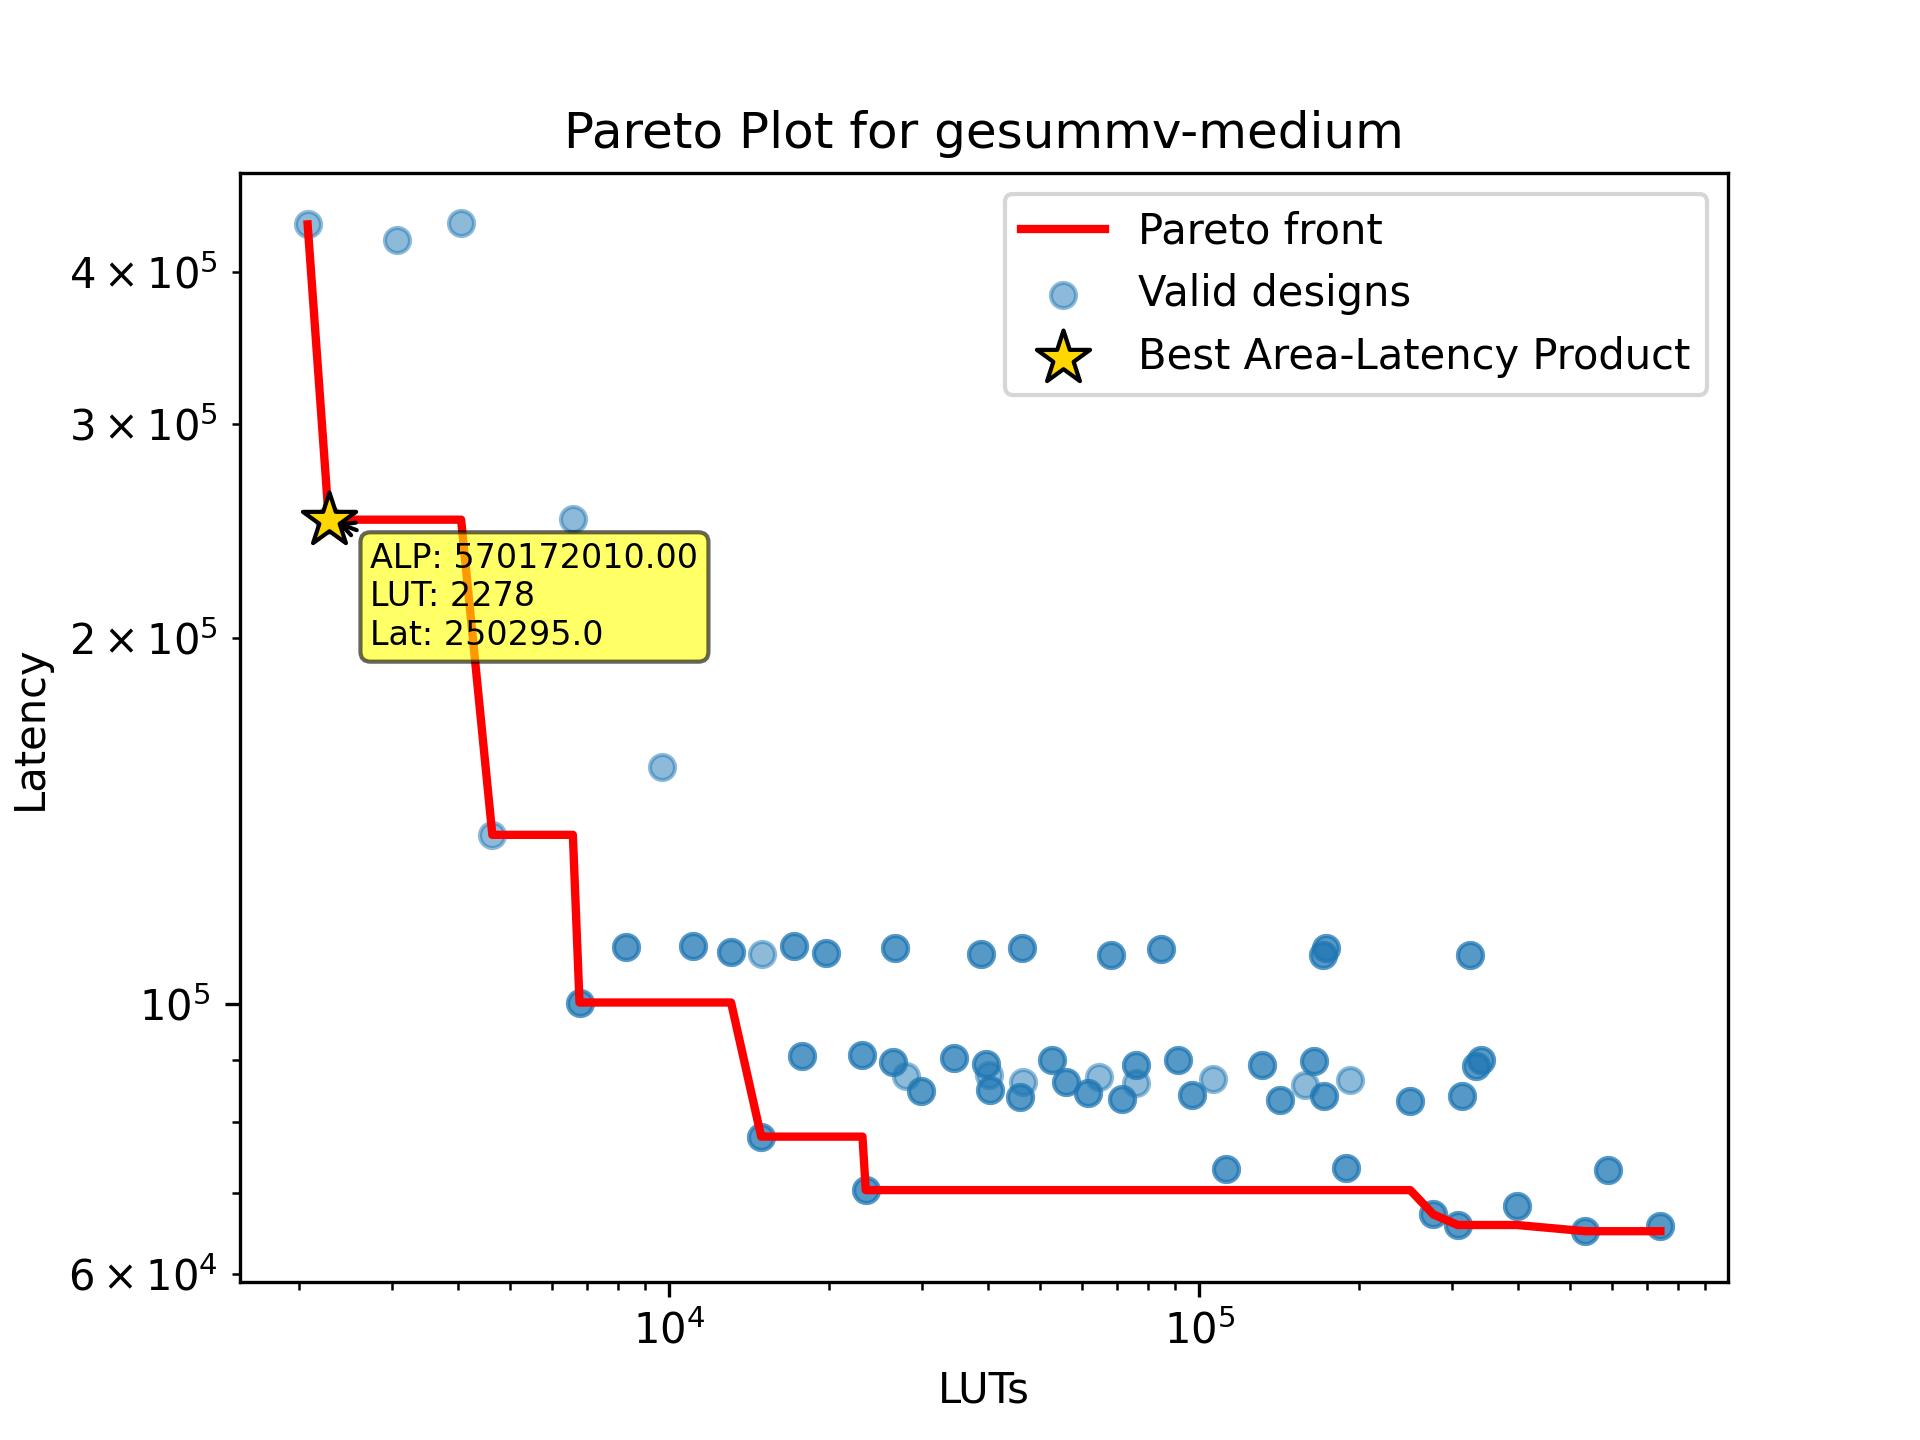 Pareto Plot for gesummv-medium
Pareto front
Valid designs
Best Area-Latency Product
4 × 10⁵
3 × 10⁵
2 × 10⁵
10⁵
6 × 10⁴
Latency
ALP: 570172010.00
LUT: 2278
Lat: 250295.0
10⁴
10⁵
LUTs